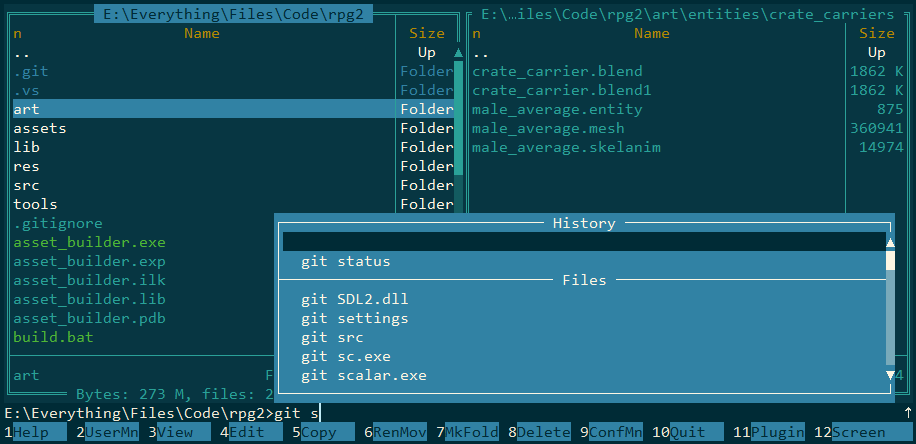 E:\Everything\Files\Code\rpg2
n Name Size
.. Up
.git Folder
.vs Folder
art Folder
assets Folder
lib Folder
res Folder
src Folder
tools Folder
.gitignore
asset_builder.exe
asset_builder.exp
asset_builder.ilk
asset_builder.lib
asset_builder.pdb
build.bat
art F
Bytes: 273 M, files: 2
E:\…iles\Code\rpg2\art\entities\crate_carriers
n Name Size
.. Up
crate_carrier.blend 1862 K
crate_carrier.blend1 1862 K
male_average.entity 875
male_average.mesh 360941
male_average.skelanim 14974
4
History
git status
Files
git SDL2.dll
git settings
git src
git sc.exe
git scalar.exe
E:\Everything\Files\Code\rpg2>git s ↑
1Help 2UserMn 3View 4Edit 5Copy 6RenMov 7MkFold 8Delete 9ConfMn 10Quit 11Plugin 12Screen